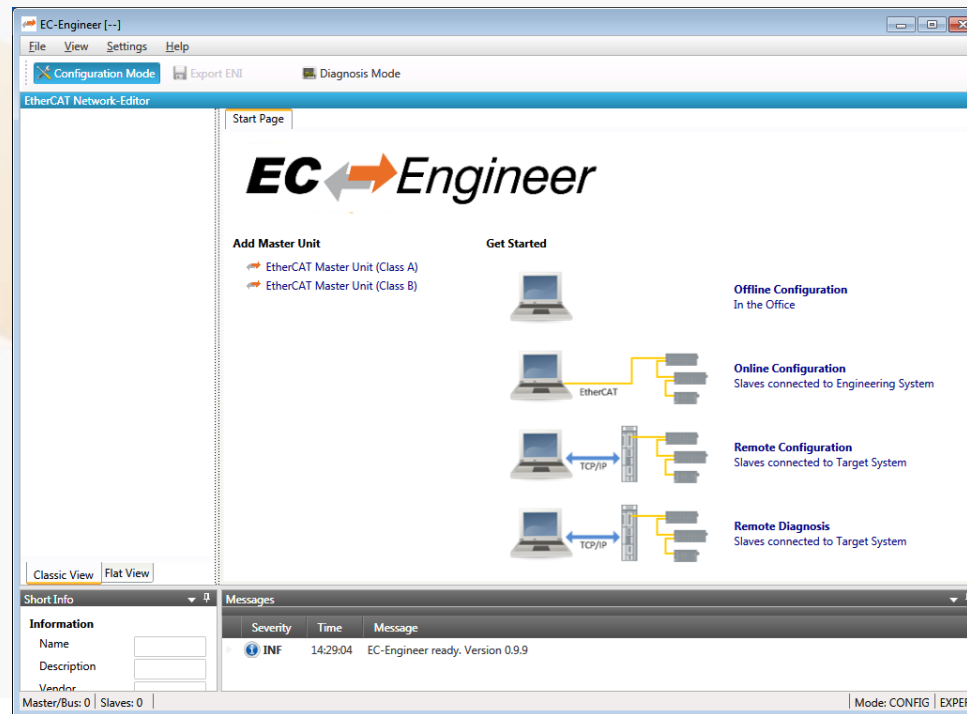 EC-Engineer [--]
File View Settings Help
Configuration Mode Export ENI Diagnosis Mode
EtherCAT Network-Editor
Start Page
EC Engineer
Add Master Unit
EtherCAT Master Unit (Class A)
EtherCAT Master Unit (Class B)
Get Started
Offline Configuration
In the Office
EtherCAT
Online Configuration
Slaves connected to Engineering System
TCP/IP
Remote Configuration
Slaves connected to Target System
TCP/IP
Remote Diagnosis
Slaves connected to Target System
Classic View Flat View
Short Info
Information
Name
Description
Vendor
Messages
Severity Time Message
INF 14:29:04 EC-Engineer ready. Version 0.9.9
Master/Bus: 0 Slaves: 0 Mode: CONFIG